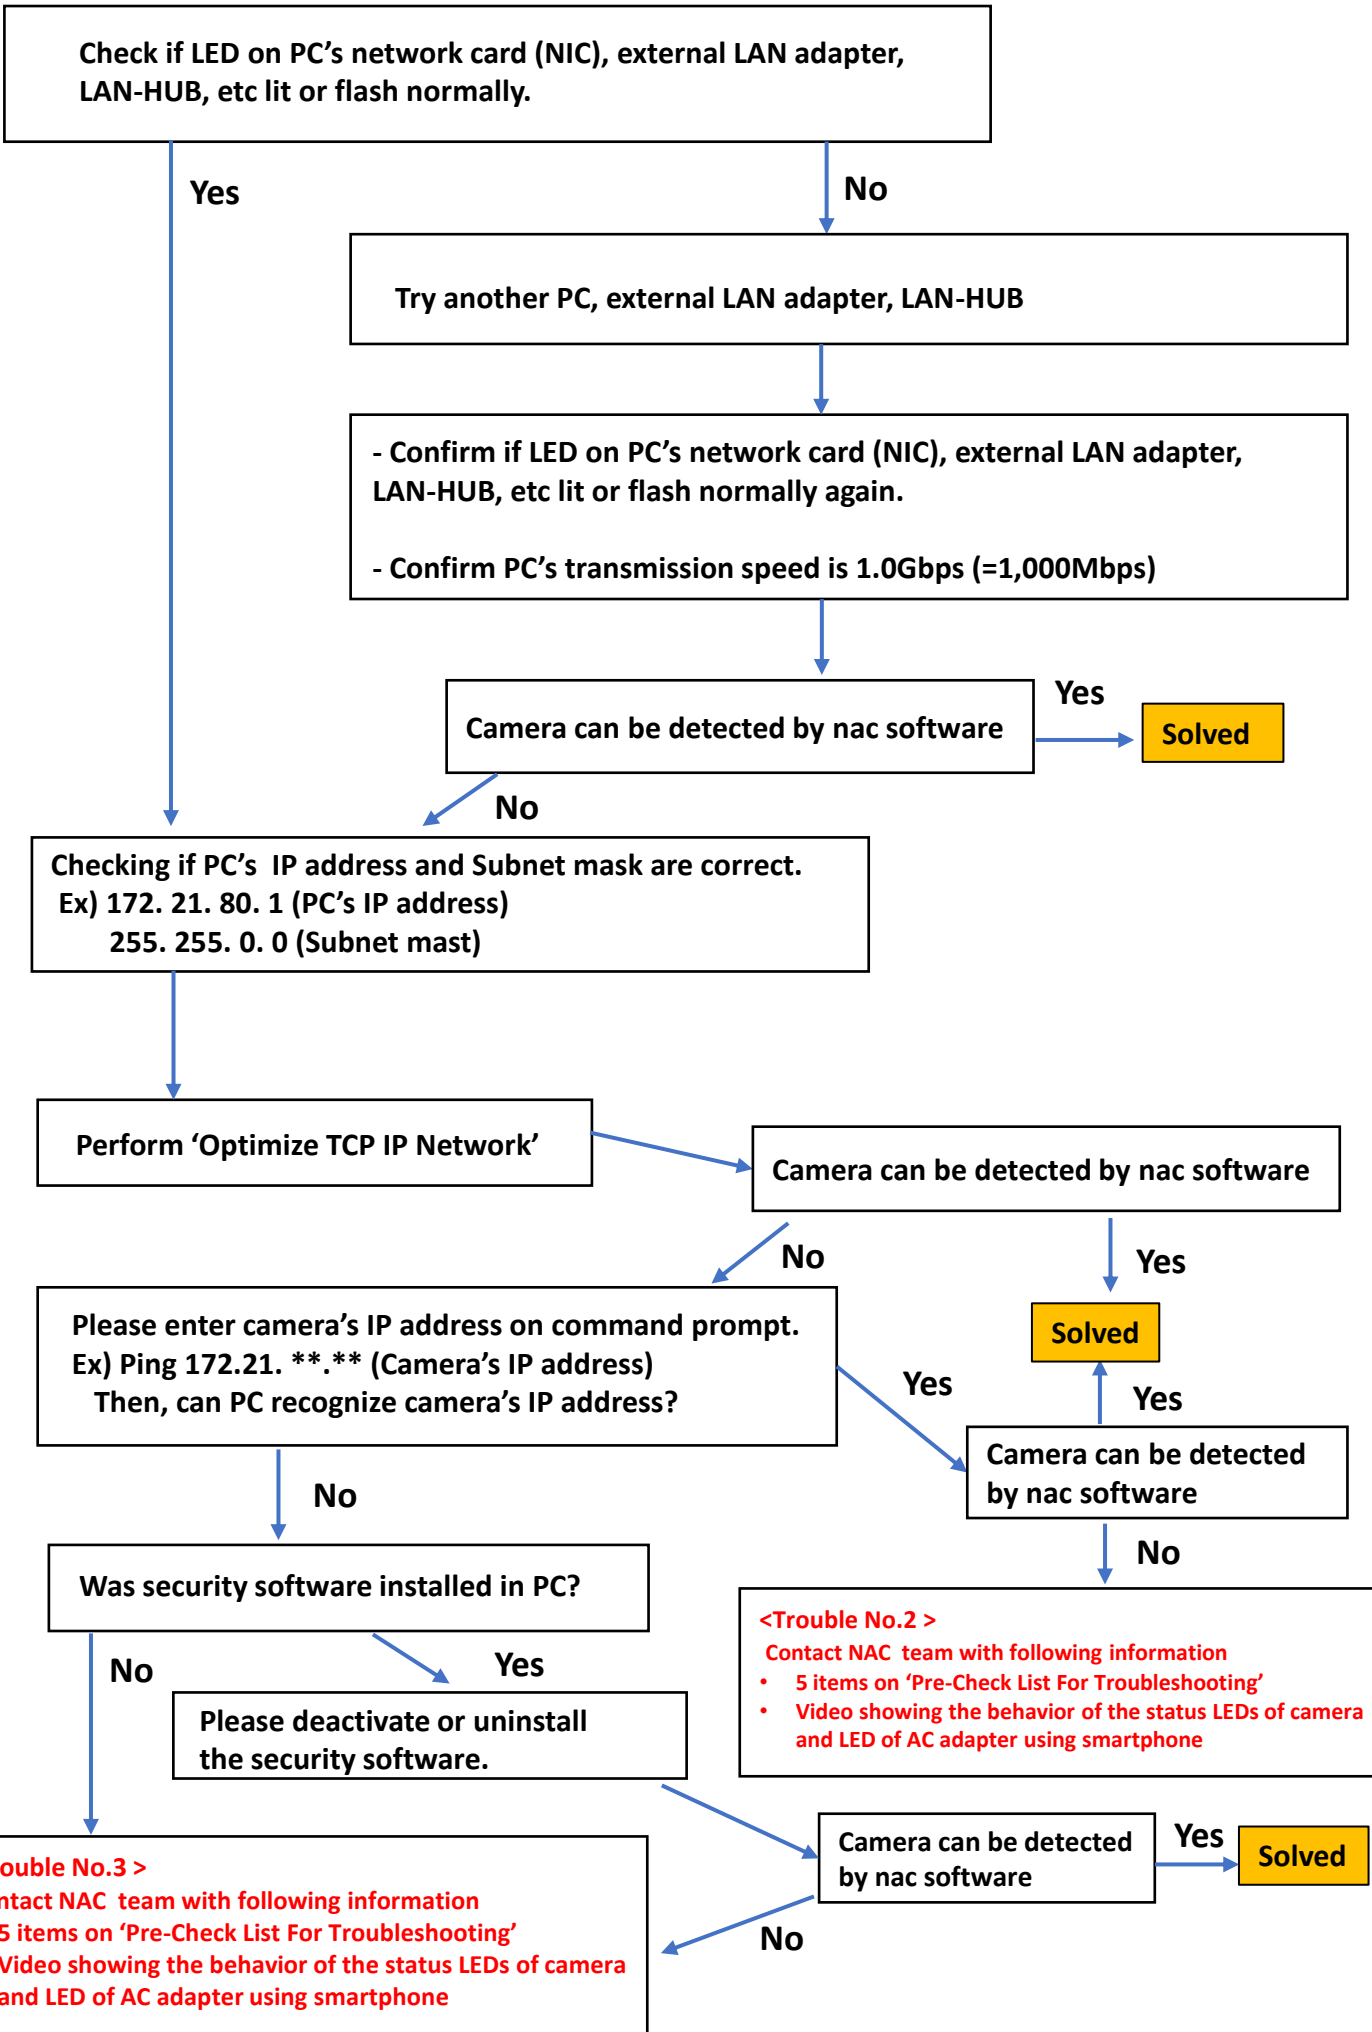 Check if LED on PC’s network card (NIC), external LAN adapter,
LAN-HUB, etc lit or flash normally.
Yes
No
Try another PC, external LAN adapter, LAN-HUB
- Confirm if LED on PC’s network card (NIC), external LAN adapter,
LAN-HUB, etc lit or flash normally again.
- Confirm PC’s transmission speed is 1.0Gbps (=1,000Mbps)
Camera can be detected by nac software
Yes
Solved
No
Checking if PC’s IP address and Subnet mask are correct.
Ex) 172. 21. 80. 1 (PC’s IP address)
255. 255. 0. 0 (Subnet mast)
Perform ‘Optimize TCP IP Network’
Camera can be detected by nac software
No
Yes
Solved
Please enter camera’s IP address on command prompt.
Ex) Ping 172.21. **.** (Camera’s IP address)
Then, can PC recognize camera’s IP address?
Yes
Yes
Camera can be detected
by nac software
No
No
Was security software installed in PC?
<Trouble No.2 >
Contact NAC team with following information
• 5 items on ‘Pre-Check List For Troubleshooting’
• Video showing the behavior of the status LEDs of camera
and LED of AC adapter using smartphone
No
Yes
Please deactivate or uninstall
the security software.
Camera can be detected
by nac software
Yes
Solved
No
ouble No.3 >
ntact NAC team with following information
5 items on ‘Pre-Check List For Troubleshooting’
Video showing the behavior of the status LEDs of camera
and LED of AC adapter using smartphone